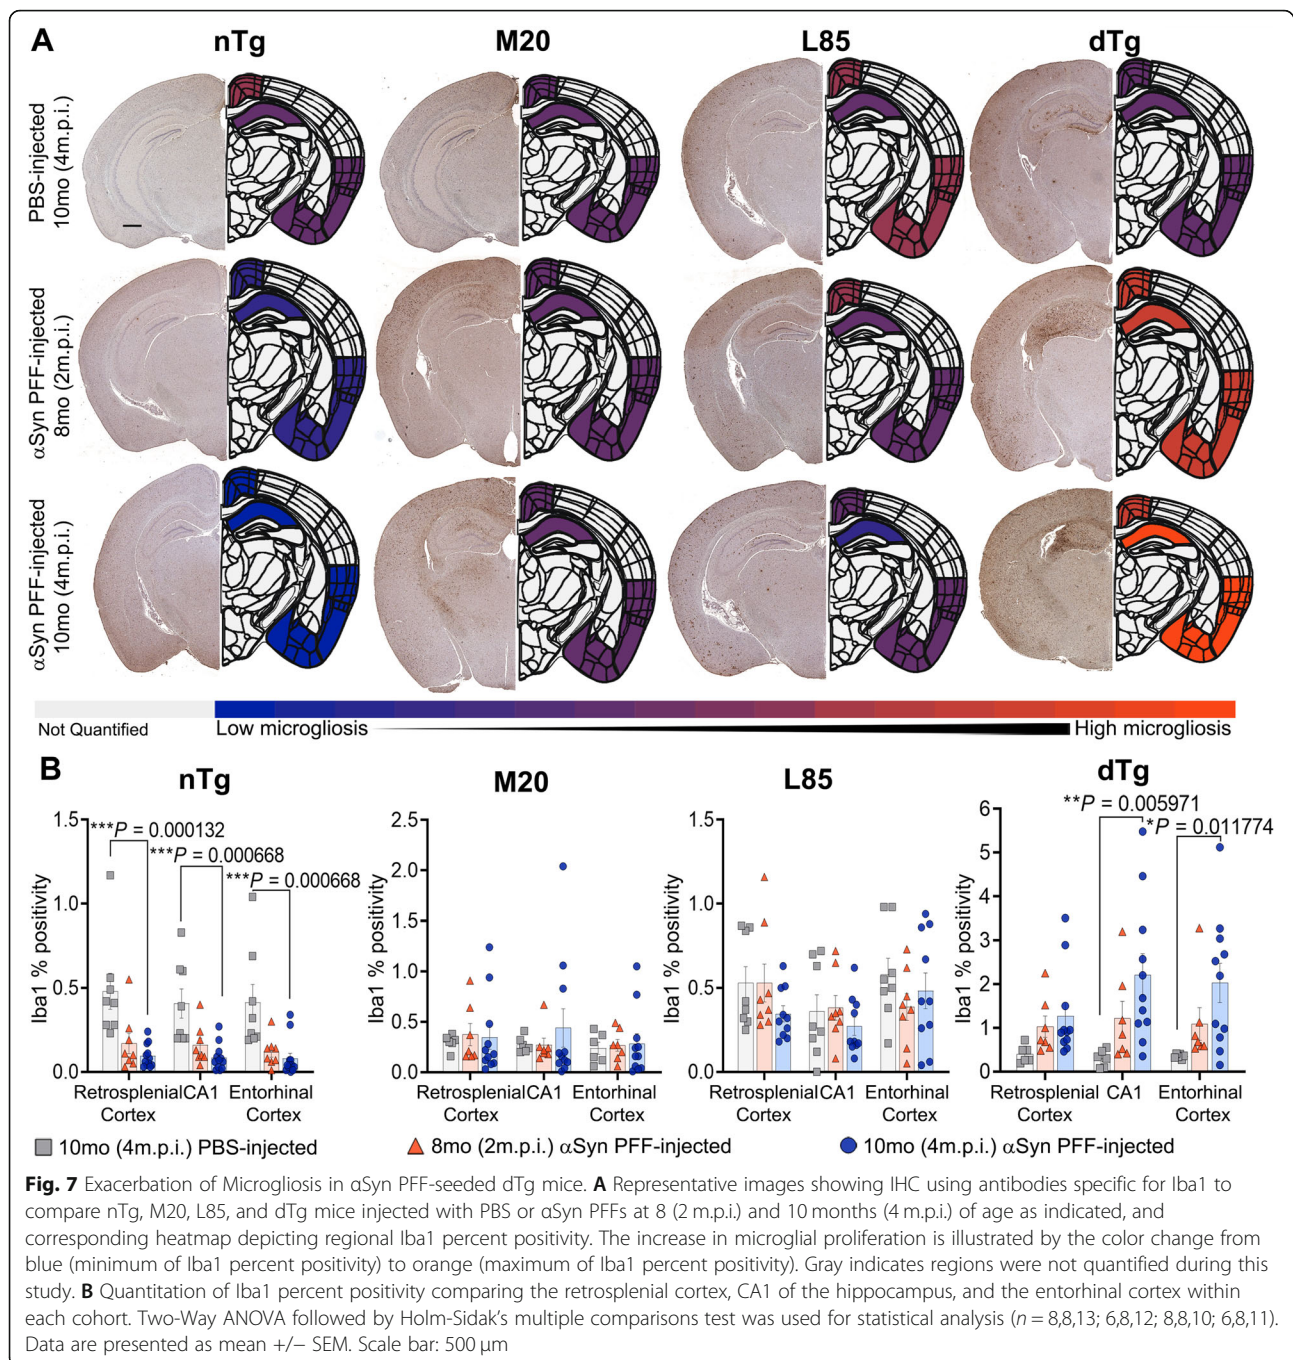 A
nTg
M20
L85
dTg
PBS-injected
10mo (4m.p.i.)
αSyn PFF-injected
8mo (2m.p.i.)
αSyn PFF-injected
10mo (4m.p.i.)
Not Quantified
Low microgliosis
High microgliosis
B
nTg
Iba1 % positivity
1.5
1.0
0.5
0.0
***P = 0.000132
***P = 0.000668
***P = 0.000668
Retrosplenial
Cortex
CA1
Entorhinal
Cortex
M20
Iba1 % positivity
2.5
2.0
1.5
1.0
0.5
0.0
Retrosplenial
Cortex
CA1
Entorhinal
Cortex
L85
Iba1 % positivity
1.5
1.0
0.5
0.0
Retrosplenial
Cortex
CA1
Entorhinal
Cortex
dTg
Iba1 % positivity
6
5
4
3
2
1
0
**P = 0.005971
*P = 0.011774
Retrosplenial
Cortex
CA1
Entorhinal
Cortex
10mo (4m.p.i.) PBS-injected
8mo (2m.p.i.) αSyn PFF-injected
10mo (4m.p.i.) αSyn PFF-injected
Fig. 7 Exacerbation of Microgliosis in αSyn PFF-seeded dTg mice. A Representative images showing IHC using antibodies specific for Iba1 to
compare nTg, M20, L85, and dTg mice injected with PBS or αSyn PFFs at 8 (2 m.p.i.) and 10 months (4 m.p.i.) of age as indicated, and
corresponding heatmap depicting regional Iba1 percent positivity. The increase in microglial proliferation is illustrated by the color change from
blue (minimum of Iba1 percent positivity) to orange (maximum of Iba1 percent positivity). Gray indicates regions were not quantified during this
study. B Quantitation of Iba1 percent positivity comparing the retrosplenial cortex, CA1 of the hippocampus, and the entorhinal cortex within
each cohort. Two-Way ANOVA followed by Holm-Sidak's multiple comparisons test was used for statistical analysis (n = 8,8,13; 6,8,12; 8,8,10; 6,8,11).
Data are presented as mean +/− SEM. Scale bar: 500 μm